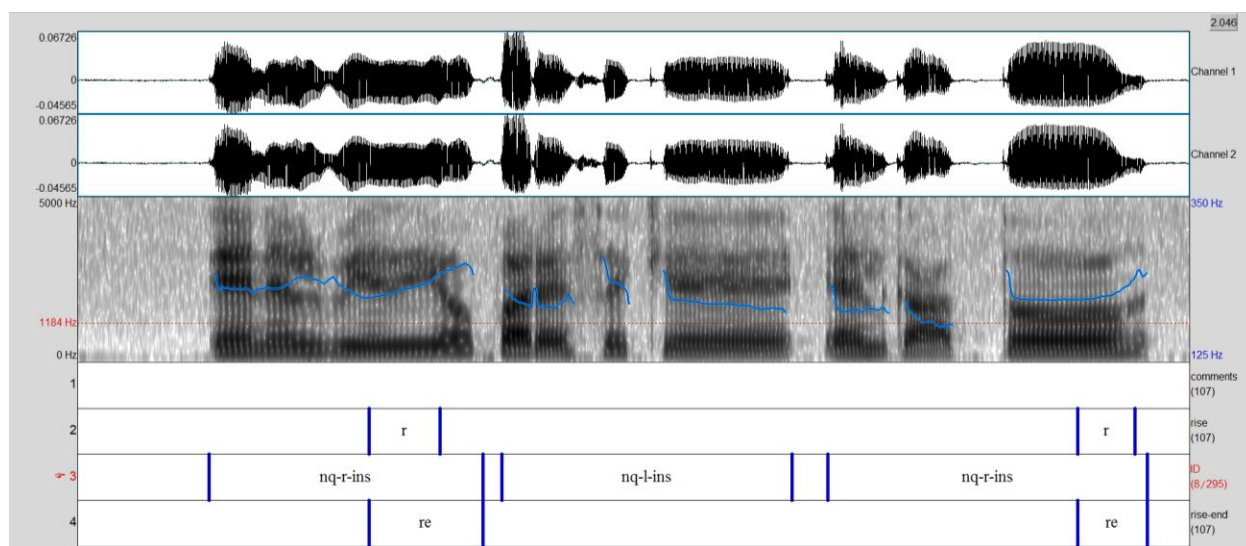 2.046
0.06726
0
-0.04565
Channel 1
0.06726
0
-0.04565
Channel 2
5000 Hz
350 Hz
1184 Hz
0 Hz
125 Hz
1
comments
(107)
2
r
r
rise
(107)
3
nq-r-ins
nq-l-ins
nq-r-ins
ID
(8/295)
4
re
re
rise-end
(107)